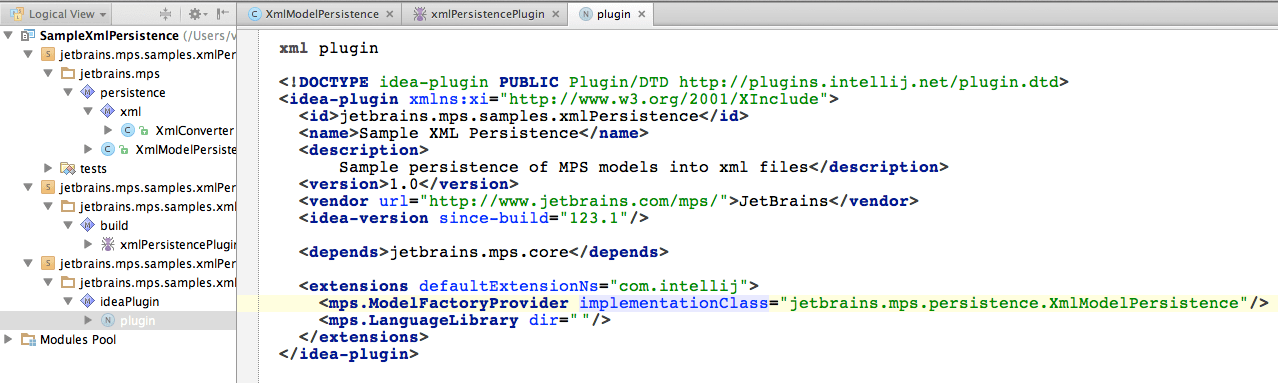 Logical View
XmlModelPersistence
xmlPersistencePlugin
plugin
SampleXmlPersistence (/Users/v
jetbrains.mps.samples.xmlPer
jetbrains.mps
persistence
xml
XmlConverter
XmlModelPersiste
tests
jetbrains.mps.samples.xmlPer
jetbrains.mps.samples.xml
build
xmlPersistencePlugin
jetbrains.mps.samples.xmlPer
jetbrains.mps.samples.xml
ideaPlugin
plugin
Modules Pool
xml plugin
<!DOCTYPE idea-plugin PUBLIC Plugin/DTD http://plugins.intellij.net/plugin.dtd>
<idea-plugin xmlns:xi="http://www.w3.org/2001/XInclude">
<id>jetbrains.mps.samples.xmlPersistence</id>
<name>Sample XML Persistence</name>
<description>
Sample persistence of MPS models into xml files</description>
<version>1.0</version>
<vendor url="http://www.jetbrains.com/mps/">JetBrains</vendor>
<idea-version since-build="123.1"/>
<depends>jetbrains.mps.core</depends>
<extensions defaultExtensionNs="com.intellij">
<mps.ModelFactoryProvider implementationClass="jetbrains.mps.persistence.XmlModelPersistence"/>
<mps.LanguageLibrary dir=""/>
</extensions>
</idea-plugin>